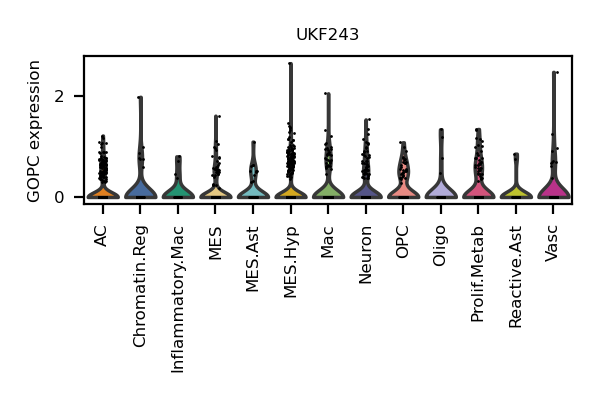 UKF243
GOPC expression
2
0
AC
Chromatin.Reg
Inflammatory.Mac
MES
MES.Ast
MES.Hyp
Mac
Neuron
OPC
Oligo
Prolif.Metab
Reactive.Ast
Vasc